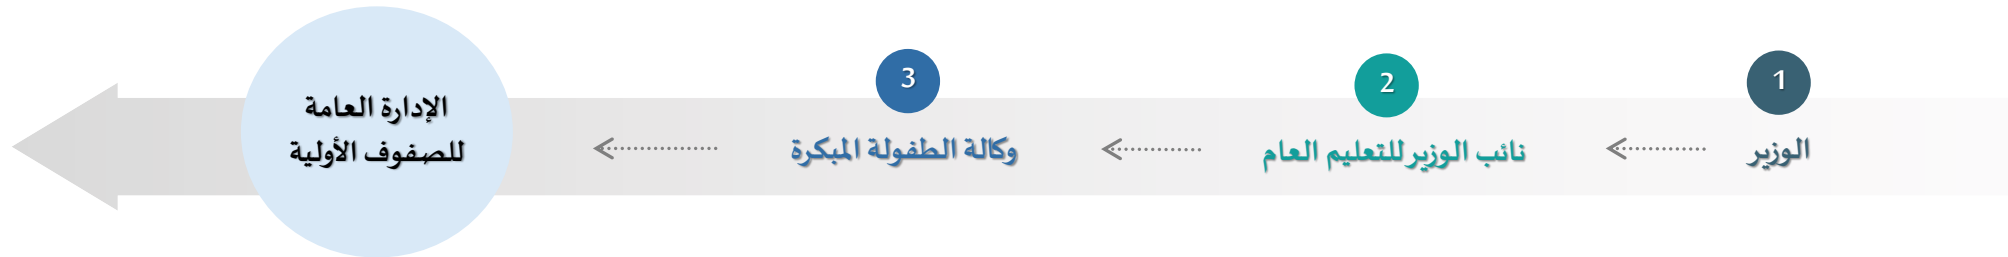 1
الوزير
2
نائب الوزير للتعليم العام
3
وكالة الطفولة المبكرة
الإدارة العامة
للصفوف الأولية